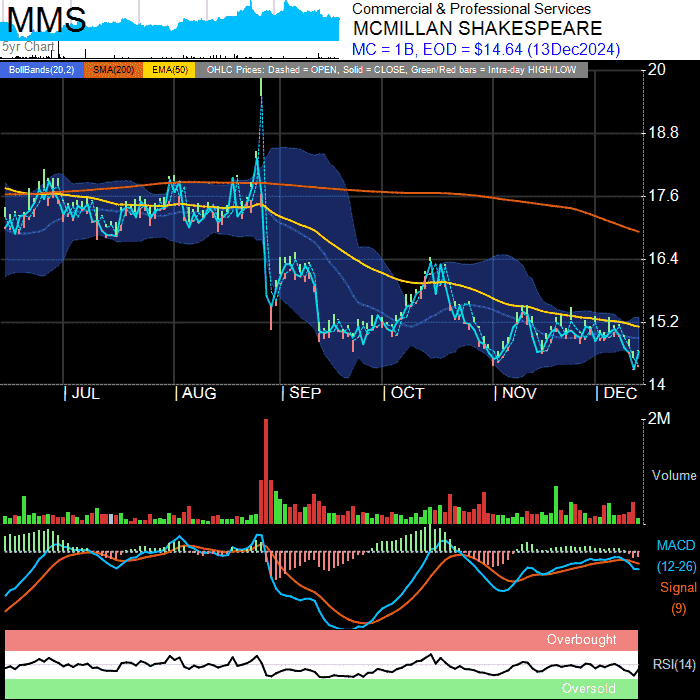 MMS
5yr Chart
Commercial & Professional Services
MCMILLAN SHAKESPEARE
MC = 1B, EOD = $14.64 (13Dec2024)
BollBands(20,2) SMA(200) EMA(50) OHLC Prices: Dashed = OPEN, Solid = CLOSE, Green/Red bars = Intra-day HIGH/LOW
20
18.8
17.6
16.4
15.2
14
| JUL | AUG | SEP | OCT | NOV | DEC
2M
Volume
MACD
(12-26)
Signal
(9)
Overbought
RSI(14)
Oversold